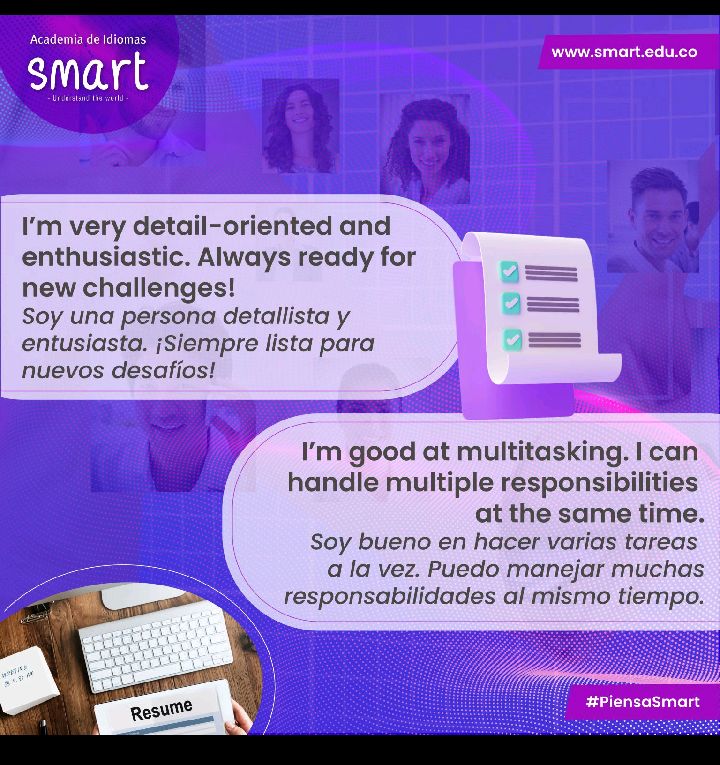 Academia de Idiomas
smart
- Understand the world -
www.smart.edu.co
I'm very detail-oriented and
enthusiastic. Always ready for
new challenges!
Soy una persona detallista y
entusiasta. ¡Siempre lista para
nuevos desafíos!
I'm good at multitasking. I can
handle multiple responsibilities
at the same time.
Soy bueno en hacer varias tareas
a la vez. Puedo manejar muchas
responsabilidades al mismo tiempo.
Resume
#PiensaSmart